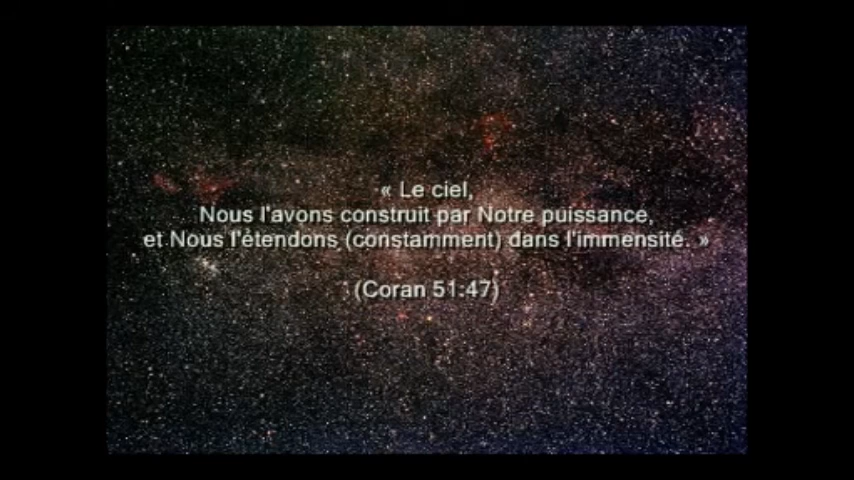 « Le ciel,
Nous l'avons construit par Notre puissance,
et Nous l'étendons (constamment) dans l'immensité. »
(Coran 51:47)